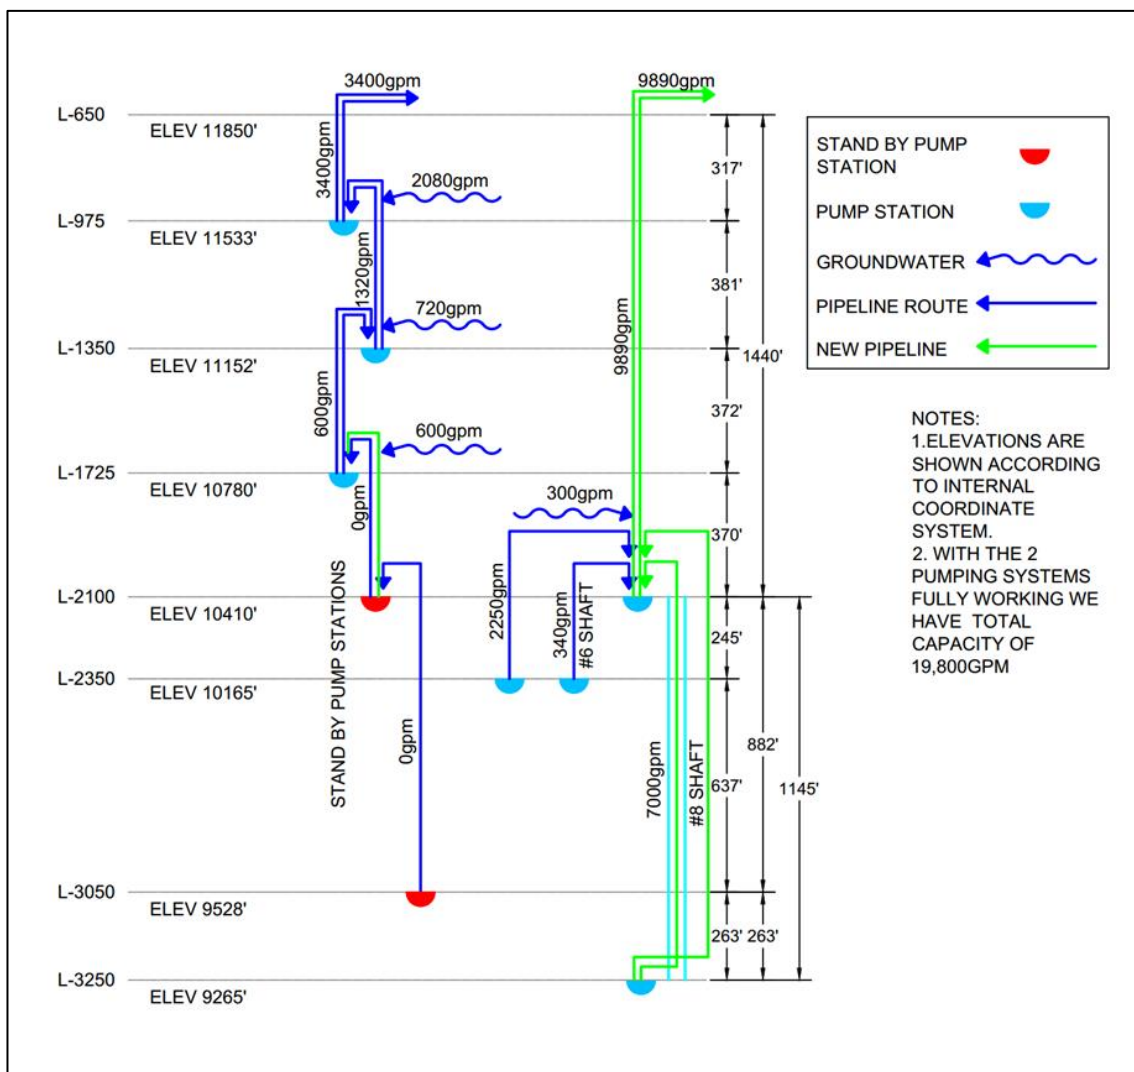 3400gpm
9890gpm
L-650
ELEV 11850'
3400gpm
317'
2080gpm
L-975
ELEV 11533'
1320gpm
381'
720gpm
9890gpm
L-1350
ELEV 11152'
1440'
600gpm
372'
600gpm
L-1725
ELEV 10780'
0gpm
300gpm
370'
STAND BY PUMP STATIONS
L-2100
ELEV 10410'
2250gpm
340gpm
#6 SHAFT
245'
L-2350
ELEV 10165'
0gpm
7000gpm
#8 SHAFT
637'
882'
1145'
L-3050
ELEV 9528'
263'
263'
L-3250
ELEV 9265'
STAND BY PUMP
STATION
PUMP STATION
GROUNDWATER
PIPELINE ROUTE
NEW PIPELINE
NOTES:
1.ELEVATIONS ARE
SHOWN ACCORDING
TO INTERNAL
COORDINATE
SYSTEM.
2. WITH THE 2
PUMPING SYSTEMS
FULLY WORKING WE
HAVE TOTAL
CAPACITY OF
19,800GPM